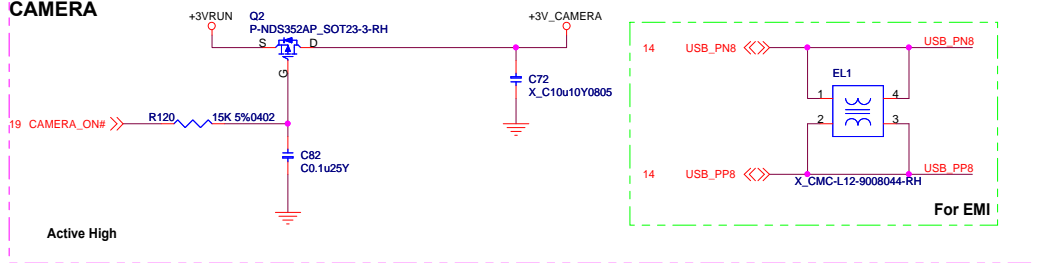 CAMERA
+3VRUN
Q2
P-NDS352AP_SOT23-3-RH
+3V_CAMERA
S
D
G
C72
X_C10u10Y0805
19 CAMERA_ON#
R120
15K 5%0402
C82
C0.1u25Y
Active High
14 USB_PN8
USB_PN8
EL1
1
4
2
3
14 USB_PP8
USB_PP8
X_CMC-L12-9008044-RH
For EMI